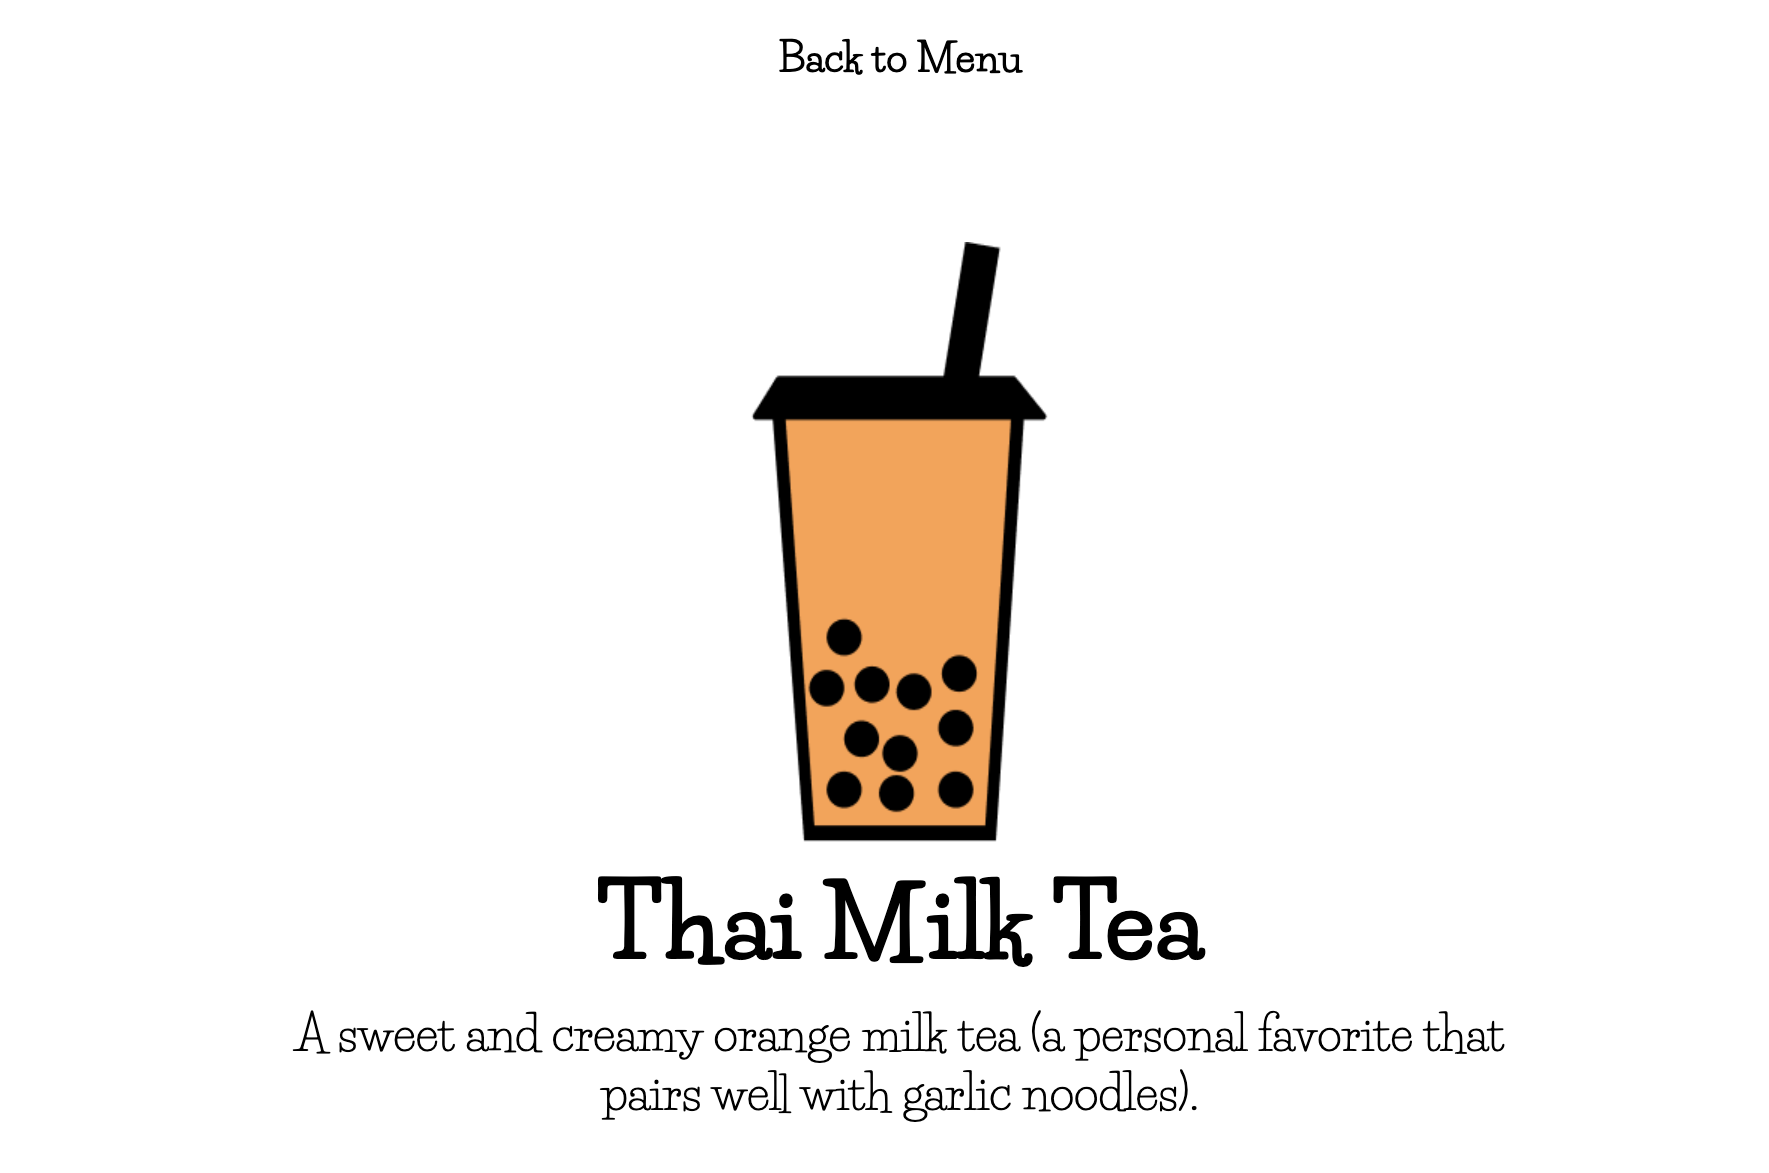 Back to Menu
Thai Milk Tea
A sweet and creamy orange milk tea (a personal favorite that
pairs well with garlic noodles).